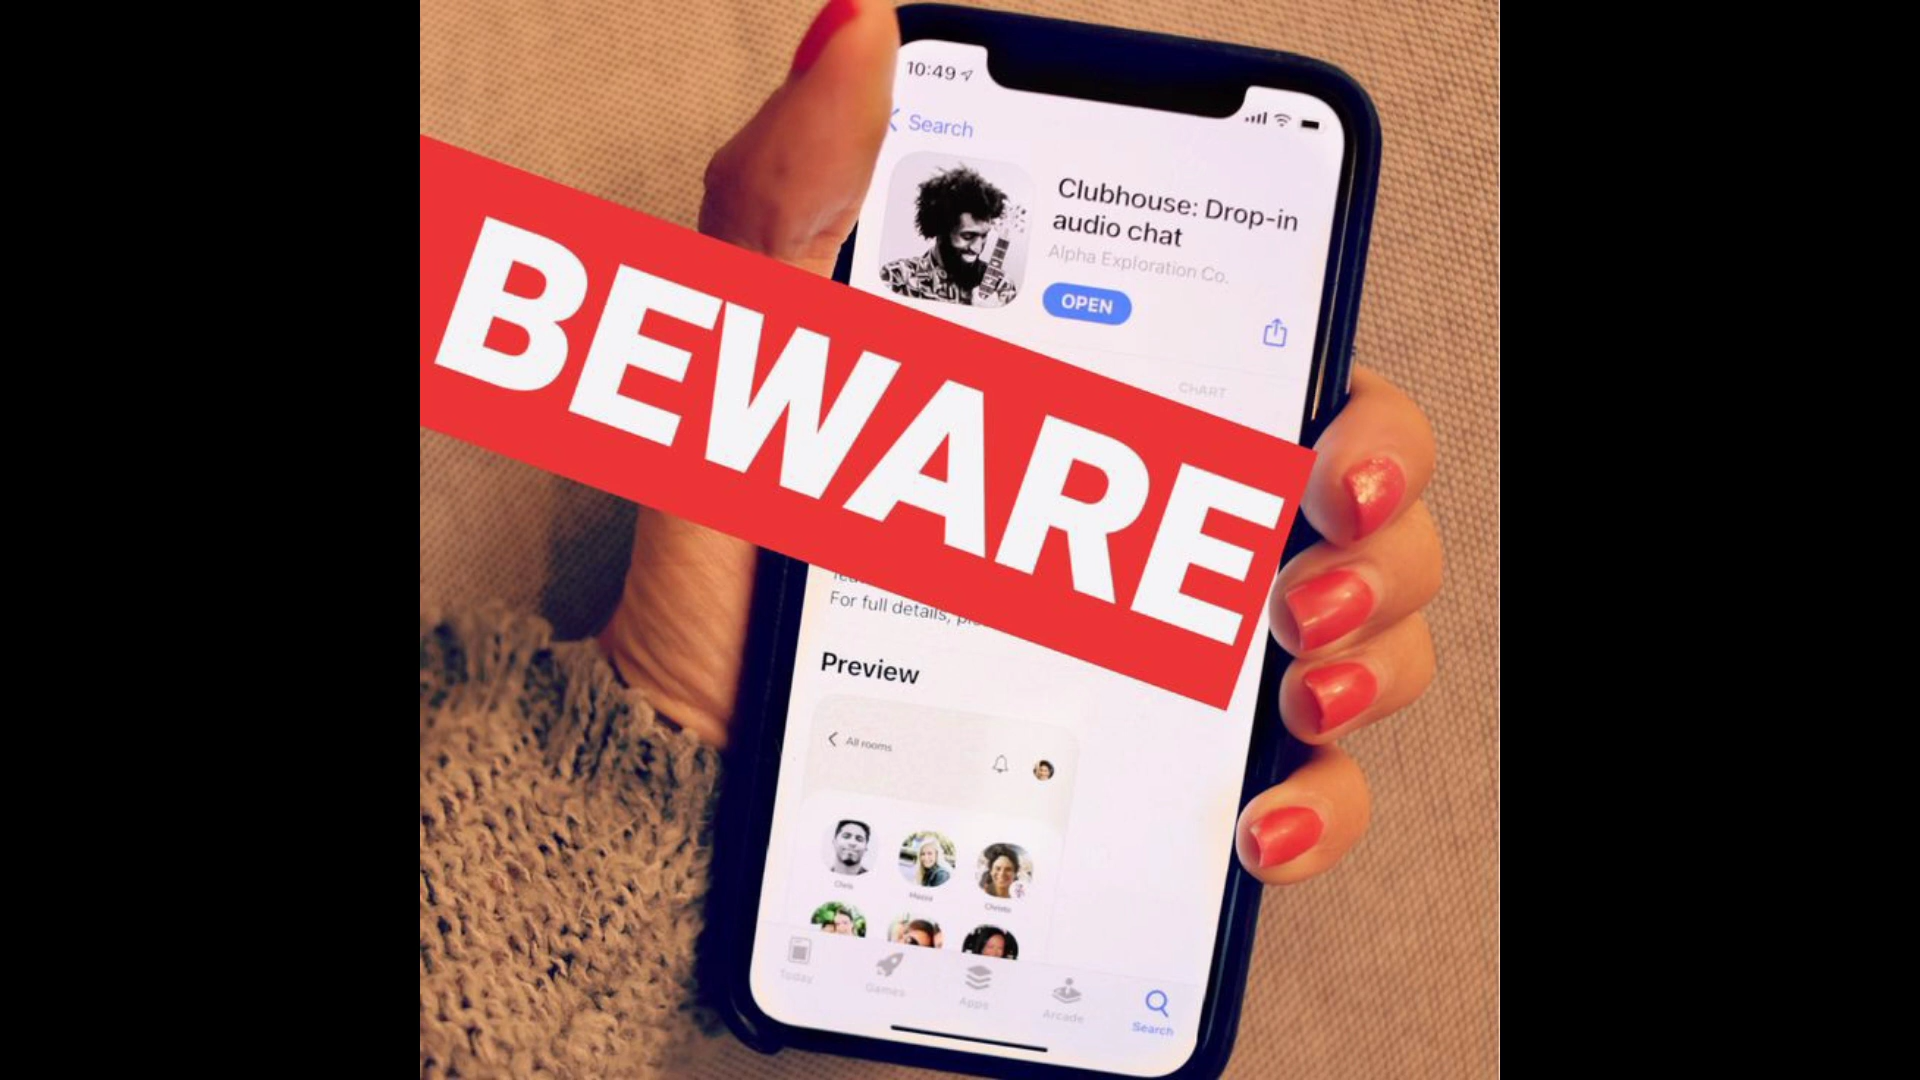 10:49
Search
Clubhouse: Drop-in
audio chat
Alpha Exploration Co.
OPEN
CHART
BEWARE
For full details,
Preview
All rooms
Chris
Today
Games
Apps
Arcade
Search